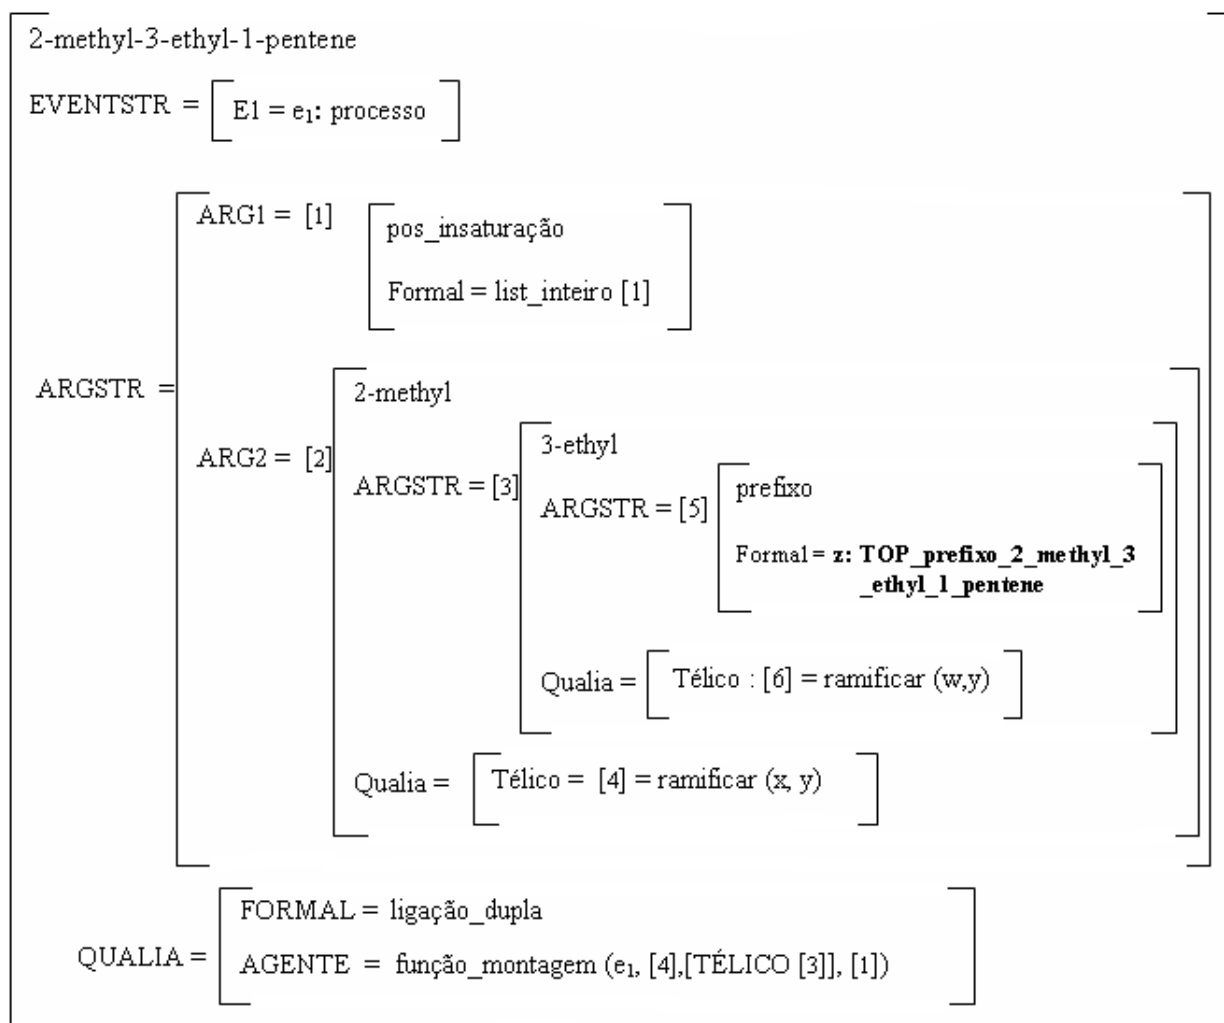 2-methyl-3-ethyl-1-pentene
EVENTSTR = E1 = e₁: processo
ARG1 = [1]
pos_insaturação
Formal = list_inteiro [1]
ARGSTR =
ARG2 = [2]
2-methyl
ARGSTR = [3]
3-ethyl
ARGSTR = [5]
prefixo
Formal = z: TOP_prefixo_2_methyl_3
_ethyl_1_pentene
Qualia = Télico : [6] = ramificar (w,y)
Qualia = Télico = [4] = ramificar (x, y)
QUALIA =
FORMAL = ligação_dupla
AGENTE = função_montagem (e₁, [4],[TÉLICO [3]], [1])